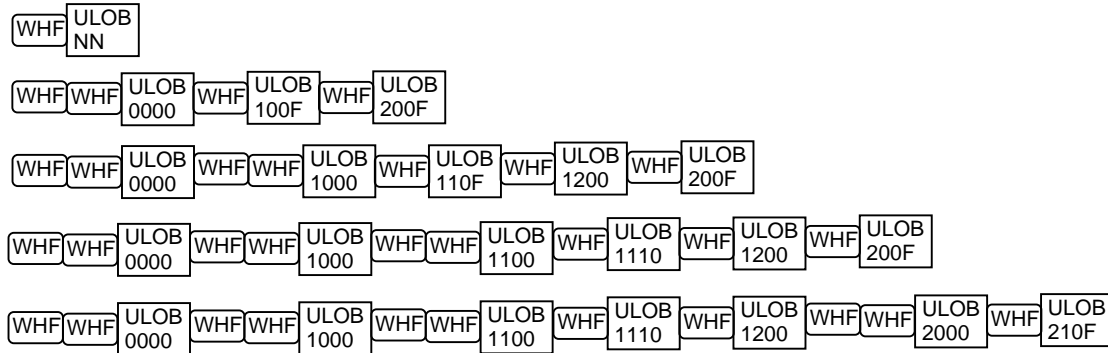 WHF ULOB NN
WHF WHF ULOB 0000 WHF ULOB 100F WHF ULOB 200F
WHF WHF ULOB 0000 WHF WHF ULOB 1000 WHF ULOB 110F WHF ULOB 1200 WHF ULOB 200F
WHF WHF ULOB 0000 WHF WHF ULOB 1000 WHF WHF ULOB 1100 WHF ULOB 1110 WHF ULOB 1200 WHF ULOB 200F
WHF WHF ULOB 0000 WHF WHF ULOB 1000 WHF WHF ULOB 1100 WHF ULOB 1110 WHF ULOB 1200 WHF WHF ULOB 2000 WHF ULOB 210F